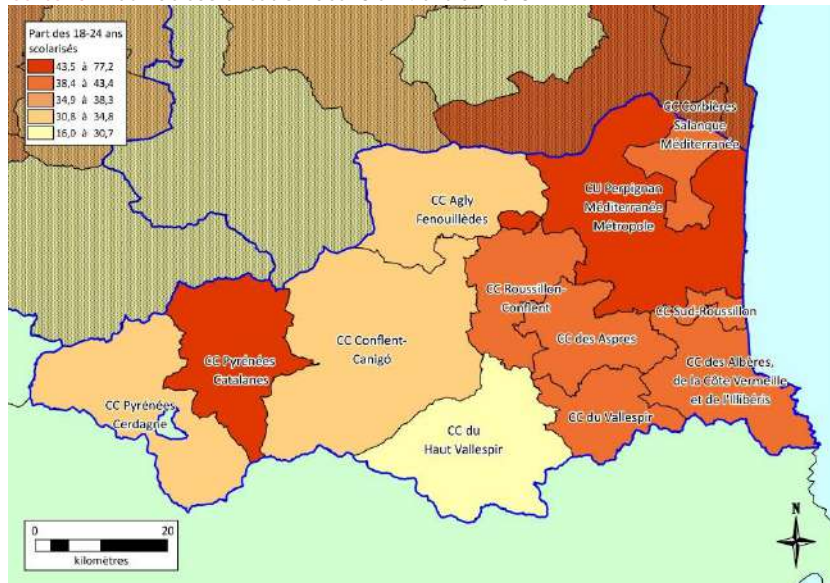 Part des 18-24 ans
scolarisés
43,5 à 77,2
38,4 à 43,4
34,9 à 38,3
30,8 à 34,8
16,0 à 30,7
CC Corbières
Salanque
Méditerranée
CC Agly
Fenouillèdes
CU Perpignan
Méditerranée
Métropole
CC Roussillon-
Conflent
CC Sud-Roussillon
CC Conflent-
Canigó
CC des Aspres
CC Pyrénées
Catalanes
CC des Albères,
de la Côte Vermeille
et de l'Illibéris
CC Pyrénées
Cerdagne
CC du Vallespir
CC du
Haut Vallespir
N
0 20
kilomètres